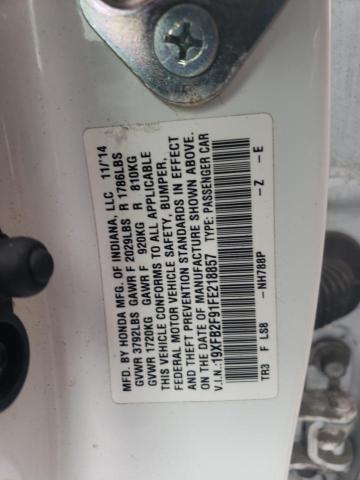 MFD. BY HONDA MFG. OF INDIANA, LLC 11/'14
GVWR 3792LBS GAWR F 2029LBS R 1786LBS
GVWR 1720KG GAWR F 920KG R 810KG
THIS VEHICLE CONFORMS TO ALL APPLICABLE
FEDERAL MOTOR VEHICLE SAFETY, BUMPER,
AND THEFT PREVENTION STANDARDS IN EFFECT
ON THE DATE OF MANUFACTURE SHOWN ABOVE.
V.I.N.:19XFB2F91FE218857 TYPE: PASSENGER CAR
TR3 F LS8 -NH788P -Z -E